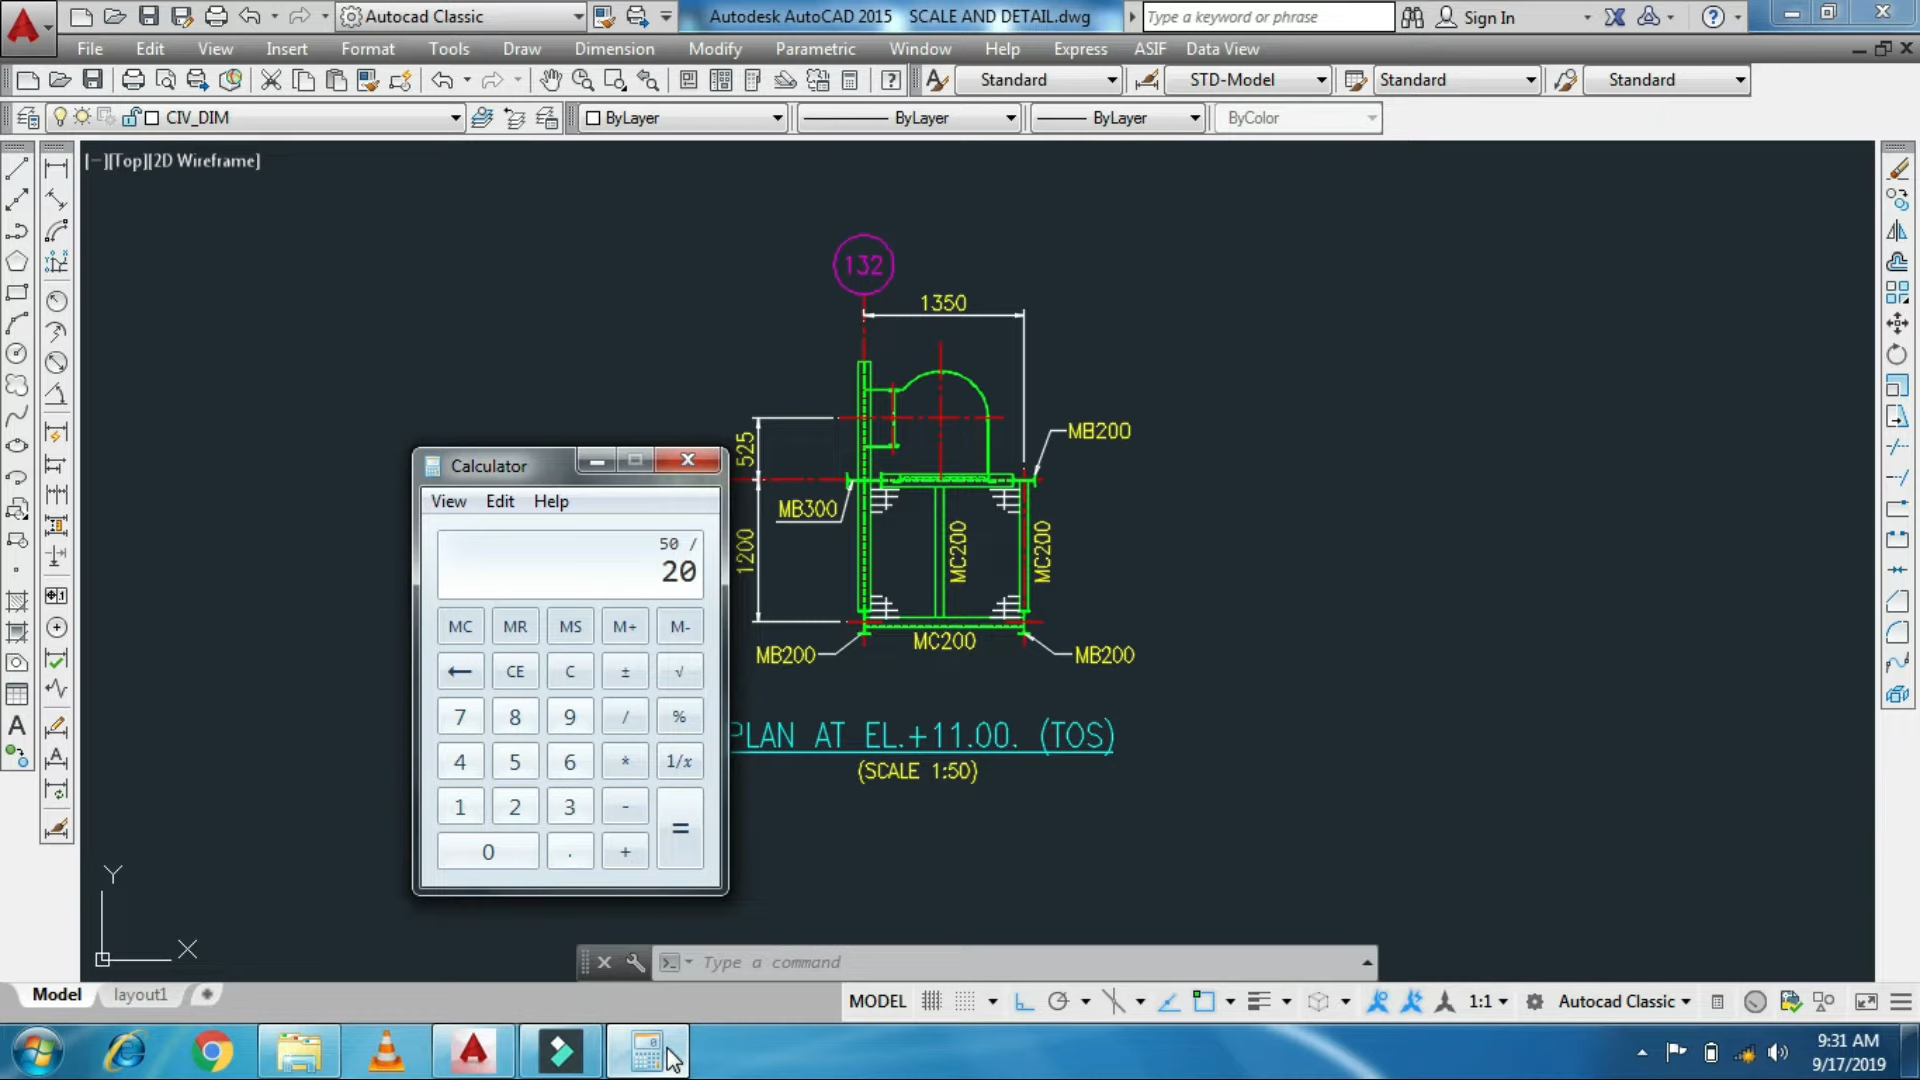 Autocad Classic
Autodesk AutoCAD 2015 SCALE AND DETAIL.dwg
Type a keyword or phrase
Sign In
File Edit View Insert Format Tools Draw Dimension Modify Parametric Window Help Express ASIF Data View
Standard
STD-Model
Standard
Standard
CIV_DIM
ByLayer
ByLayer
ByLayer
ByColor
[−][Top][2D Wireframe]
132
1350
525
MB200
MB300
1200
MC200
MC200
MB200
MC200
MB200
PLAN AT EL.+11.00. (TOS)
(SCALE 1:50)
Calculator
View Edit Help
50 /
20
MC MR MS M+ M-
← CE C ± √
7 8 9 / %
4 5 6 * 1/x
1 2 3 - =
0 . +
Y
X
Type a command
Model layout1
MODEL
1:1
Autocad Classic
9:31 AM
9/17/2019